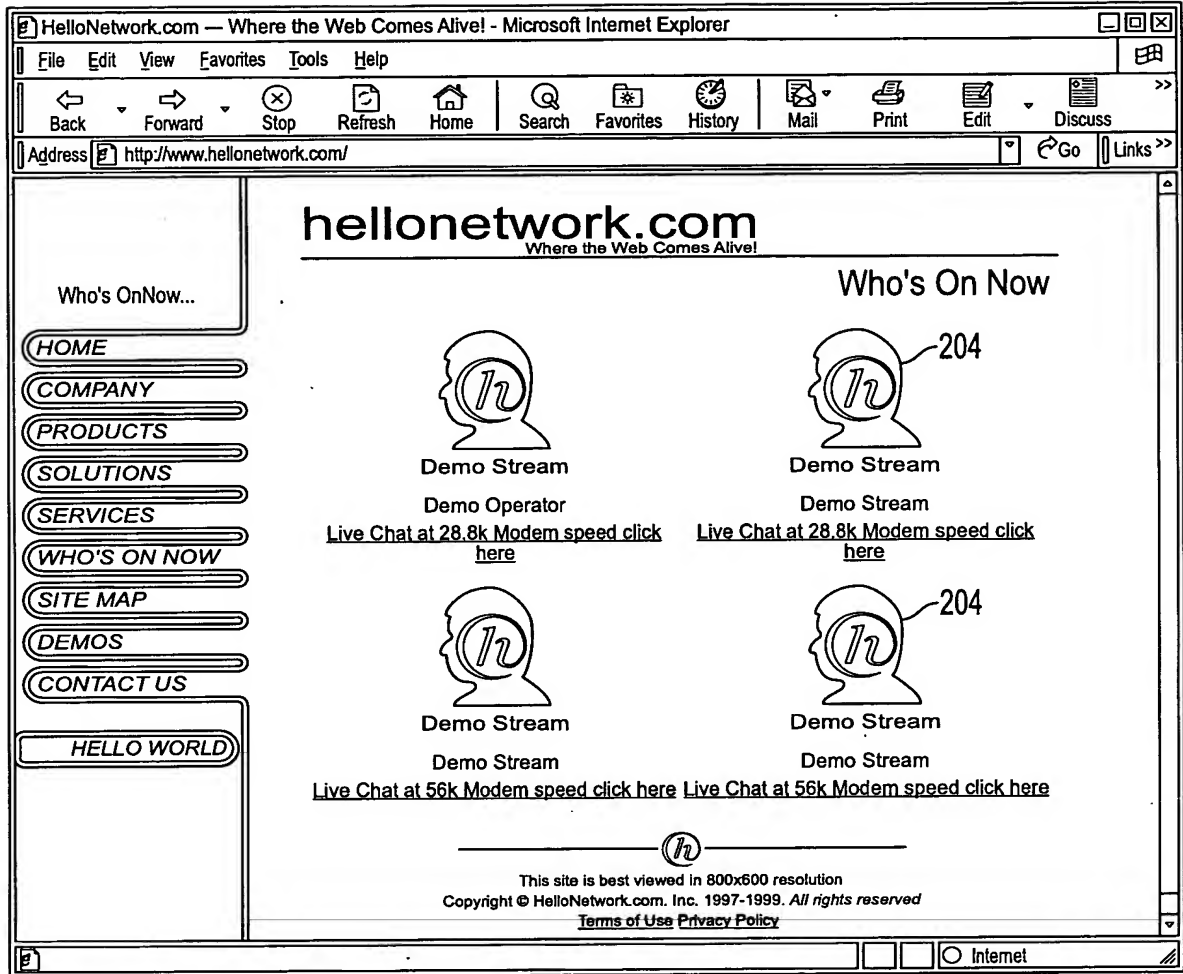 HelloNetwork.com — Where the Web Comes Alive! - Microsoft Internet Explorer
File Edit View Favorites Tools Help
Back Forward Stop Refresh Home Search Favorites History Mail Print Edit Discuss >>
Address http://www.hellonetwork.com/ Go Links >>
hellonetwork.com
Where the Web Comes Alive!
Who's On Now
Who's OnNow...
HOME
COMPANY
PRODUCTS
SOLUTIONS
SERVICES
WHO'S ON NOW
SITE MAP
DEMOS
CONTACT US
HELLO WORLD
h
Demo Stream
Demo Operator
Live Chat at 28.8k Modem speed click
here
204
h
Demo Stream
Demo Stream
Live Chat at 28.8k Modem speed click
here
h
Demo Stream
Demo Stream
Live Chat at 56k Modem speed click here
204
h
Demo Stream
Demo Stream
Live Chat at 56k Modem speed click here
h
This site is best viewed in 800x600 resolution
Copyright © HelloNetwork.com. Inc. 1997-1999. All rights reserved
Terms of Use Privacy Policy
Internet